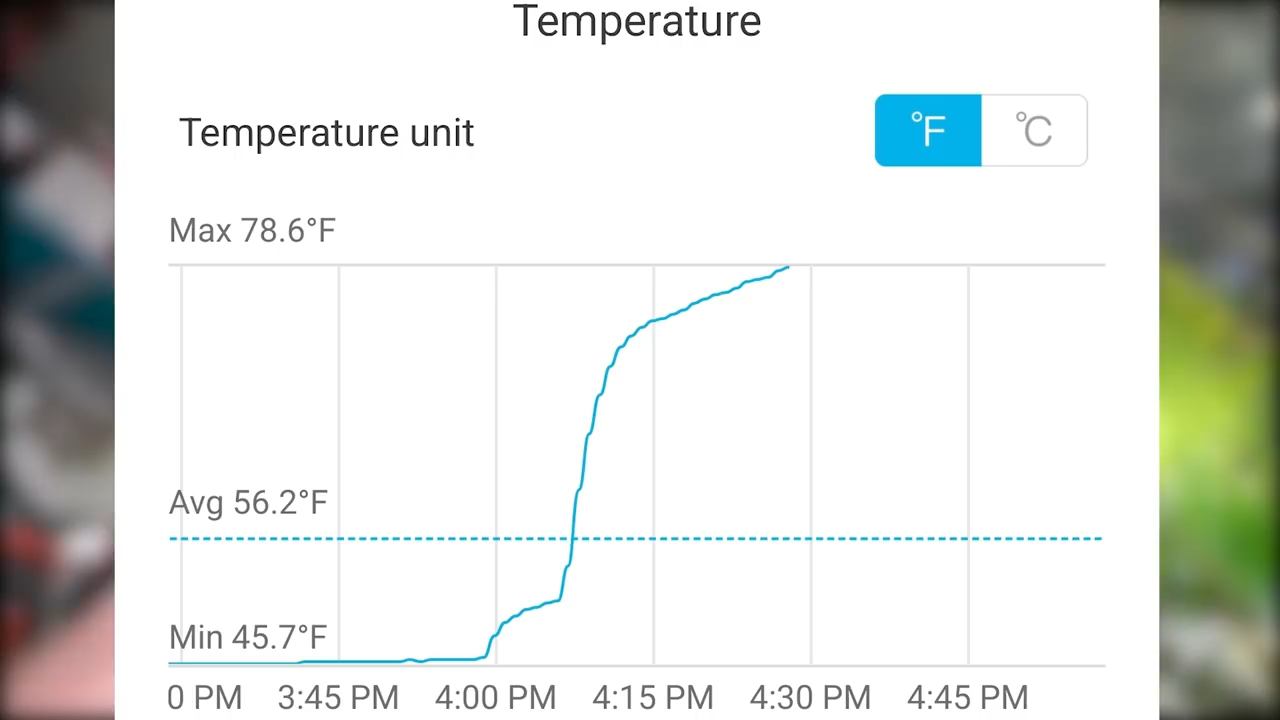 Temperature
Temperature unit
°F °C
Max 78.6°F
Avg 56.2°F
Min 45.7°F
0 PM 3:45 PM 4:00 PM 4:15 PM 4:30 PM 4:45 PM